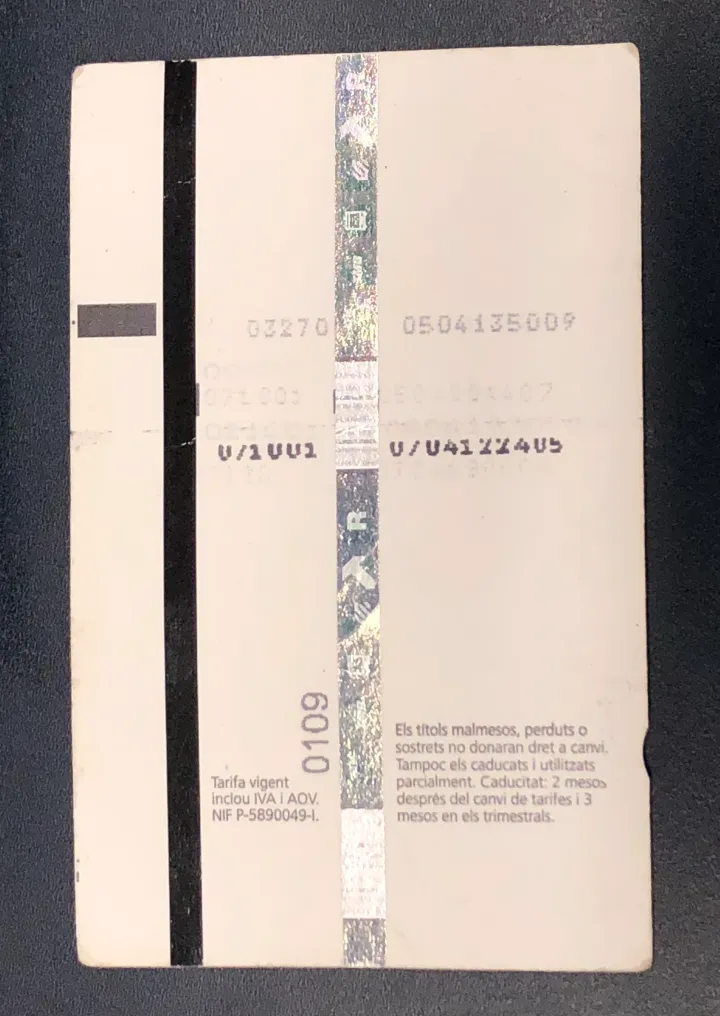 03270 0504135009
071001 0704122405
0109
Tarifa vigent
inclou IVA i AOV.
NIF P-5890049-I.
Els títols malmesos, perduts o
sostrets no donaran dret a canvi.
Tampoc els caducats i utilitzats
parcialment. Caducitat: 2 mesos
després del canvi de tarifes i 3
mesos en els trimestrals.